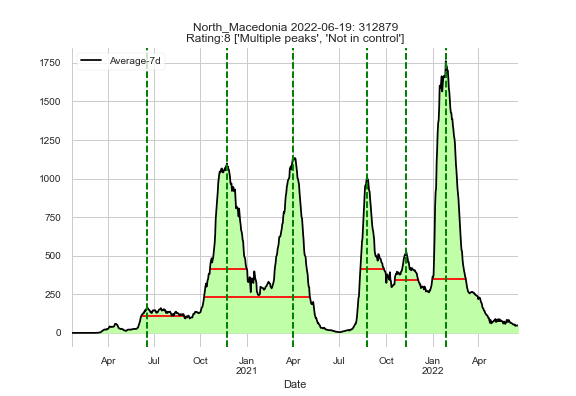 North_Macedonia 2022-06-19: 312879
Rating:8 ['Multiple peaks', 'Not in control']
Average-7d
1750
1500
1250
1000
750
500
250
0
Apr Jul Oct Jan Apr Jul Oct Jan Apr
2021 2022
Date